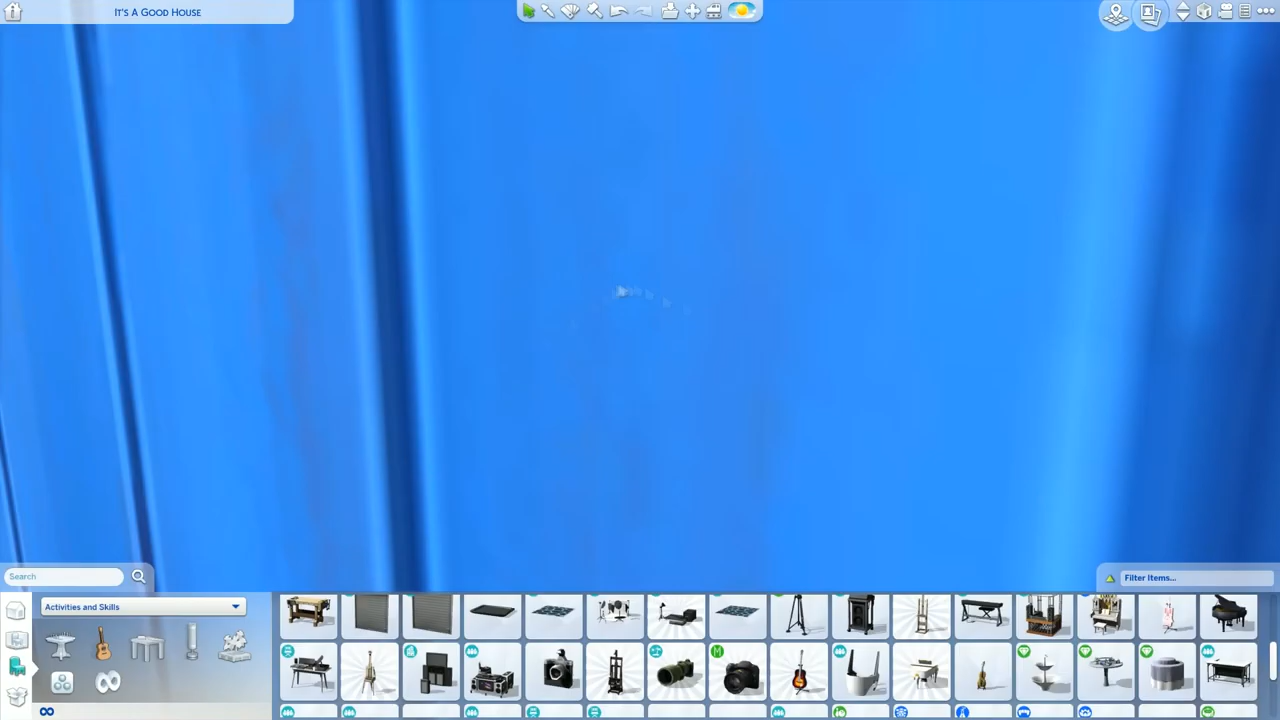 IT'S A GOOD HOUSE
Search
Filter Items...
Activities and Skills